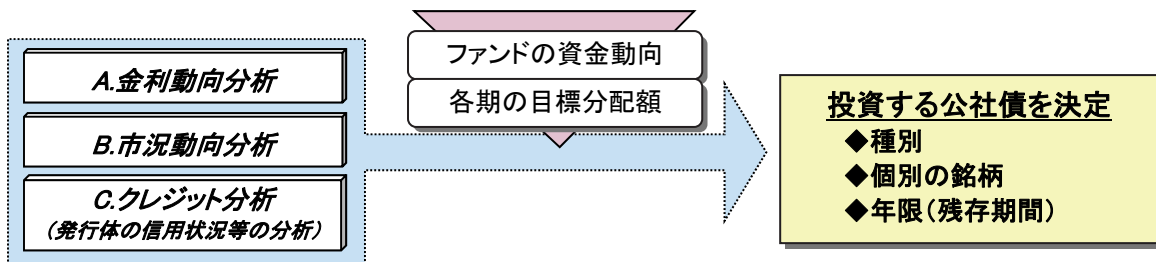 A.金利動向分析
B.市況動向分析
C.クレジット分析
(発行体の信用状況等の分析)
ファンドの資金動向
各期の目標分配額
投資する公社債を決定
◆種別
◆個別の銘柄
◆年限(残存期間)